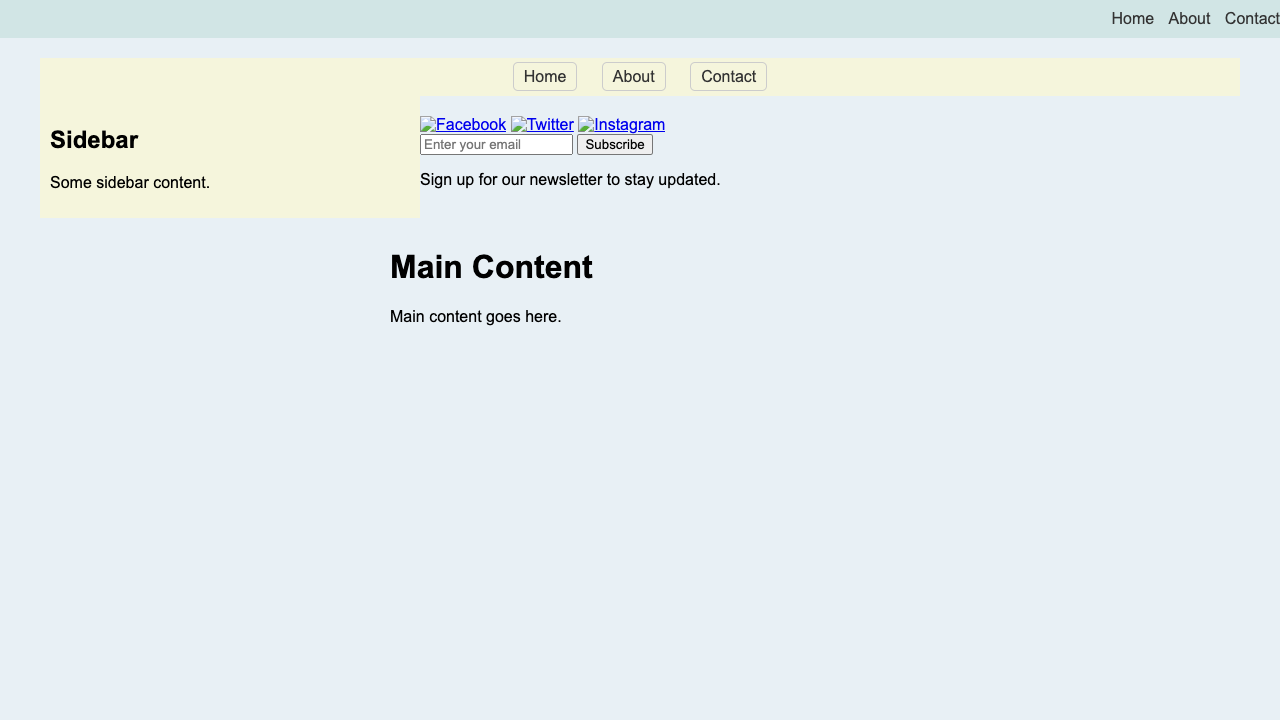 Home About Contact
Home About Contact
Sidebar
Some sidebar content.
Facebook Twitter Instagram
Enter your email Subscribe
Sign up for our newsletter to stay updated.
Main Content
Main content goes here.